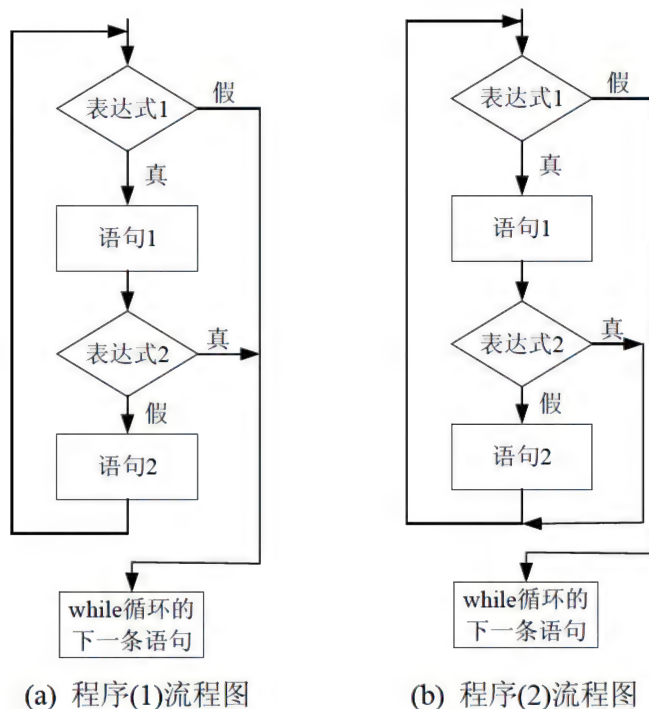 表达式1
假
真
语句1
表达式2
真
假
语句2
while循环的
下一条语句
(a) 程序(1)流程图
表达式1
假
真
语句1
表达式2
真
假
语句2
while循环的
下一条语句
(b) 程序(2)流程图